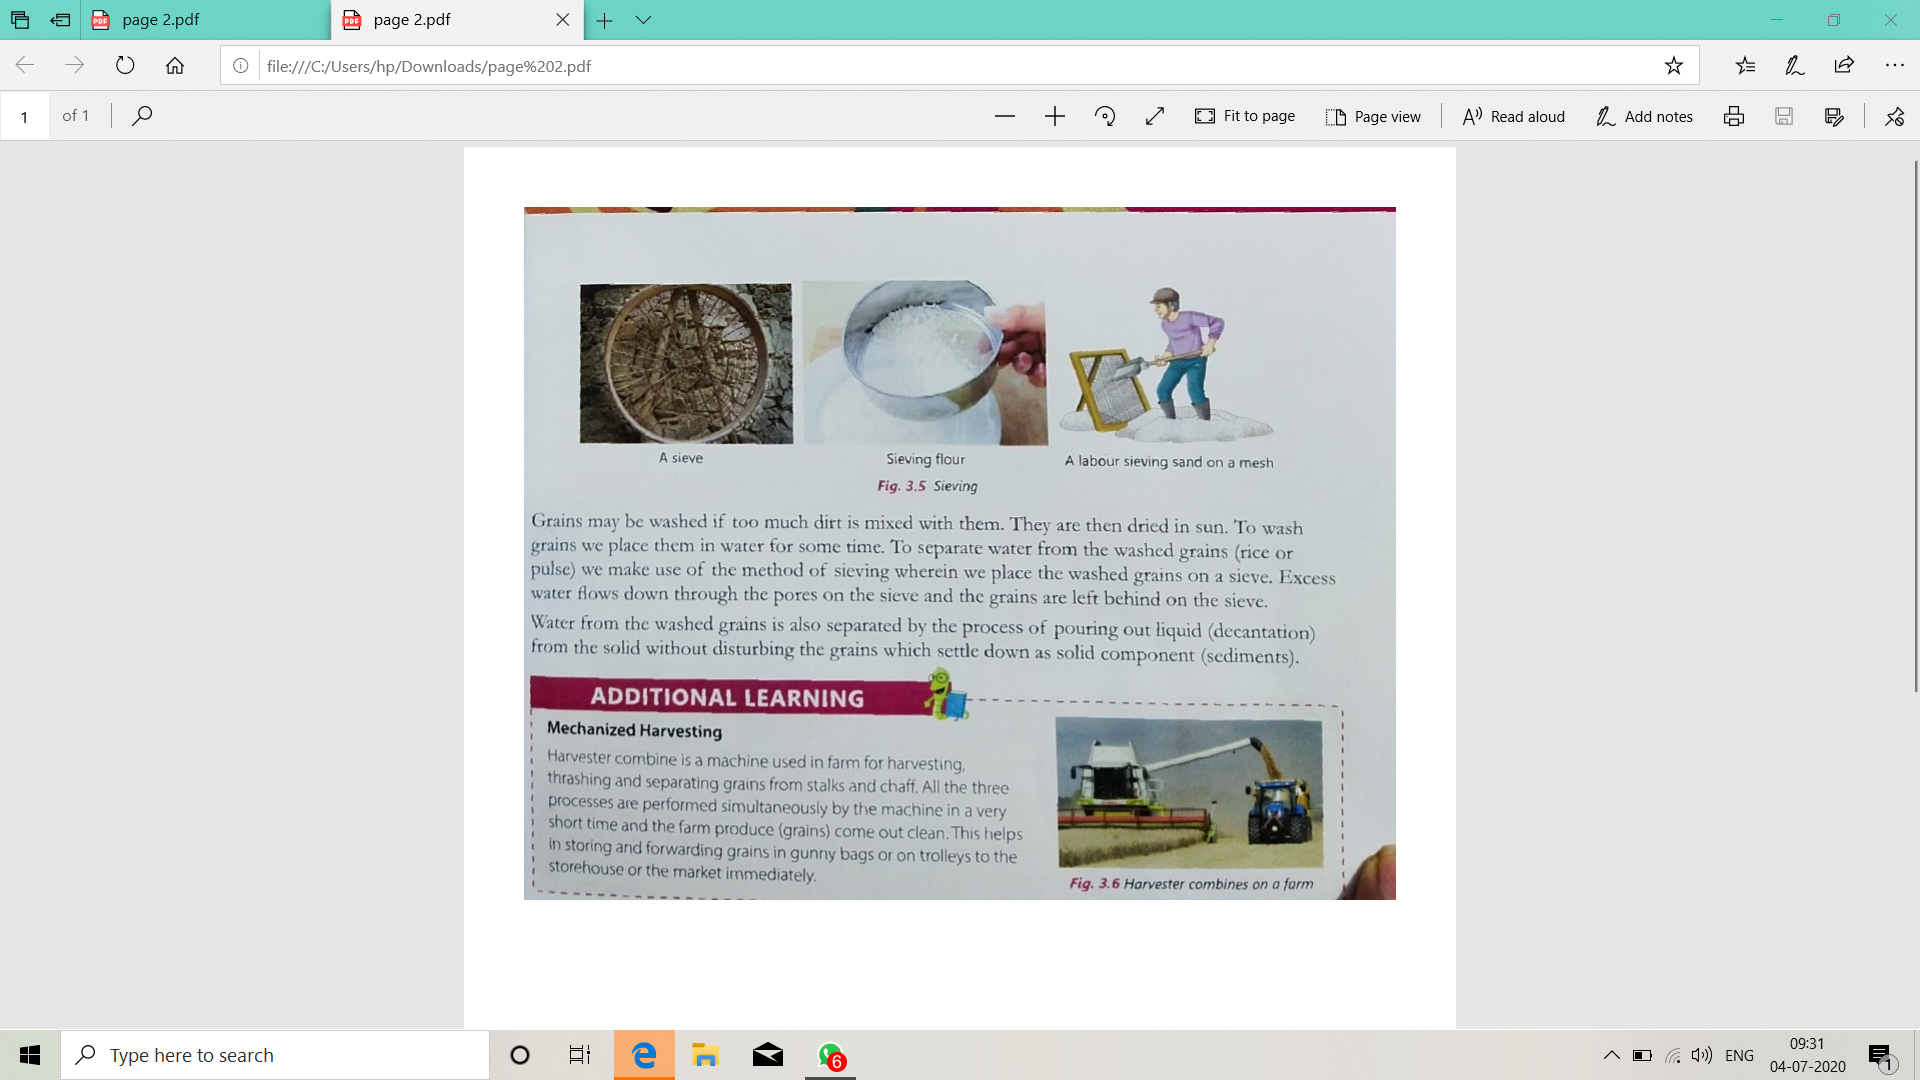 page 2.pdf
page 2.pdf
file:///C:/Users/hp/Downloads/page%202.pdf
1 of 1
Fit to page
Page view
Read aloud
Add notes
A sieve
Sieving flour
A labour sieving sand on a mesh
Fig. 3.5 Sieving
Grains may be washed if too much dirt is mixed with them. They are then dried in sun. To wash
grains we place them in water for some time. To separate water from the washed grains (rice or
pulse) we make use of the method of sieving wherein we place the washed grains on a sieve. Excess
water flows down through the pores on the sieve and the grains are left behind on the sieve.
Water from the washed grains is also separated by the process of pouring out liquid (decantation)
from the solid without disturbing the grains which settle down as solid component (sediments).
ADDITIONAL LEARNING
Mechanized Harvesting
Harvester combine is a machine used in farm for harvesting,
thrashing and separating grains from stalks and chaff. All the three
processes are performed simultaneously by the machine in a very
short time and the farm produce (grains) come out clean. This helps
in storing and forwarding grains in gunny bags or on trolleys to the
storehouse or the market immediately.
Fig. 3.6 Harvester combines on a farm
Type here to search
6
ENG
09:31
04-07-2020
1